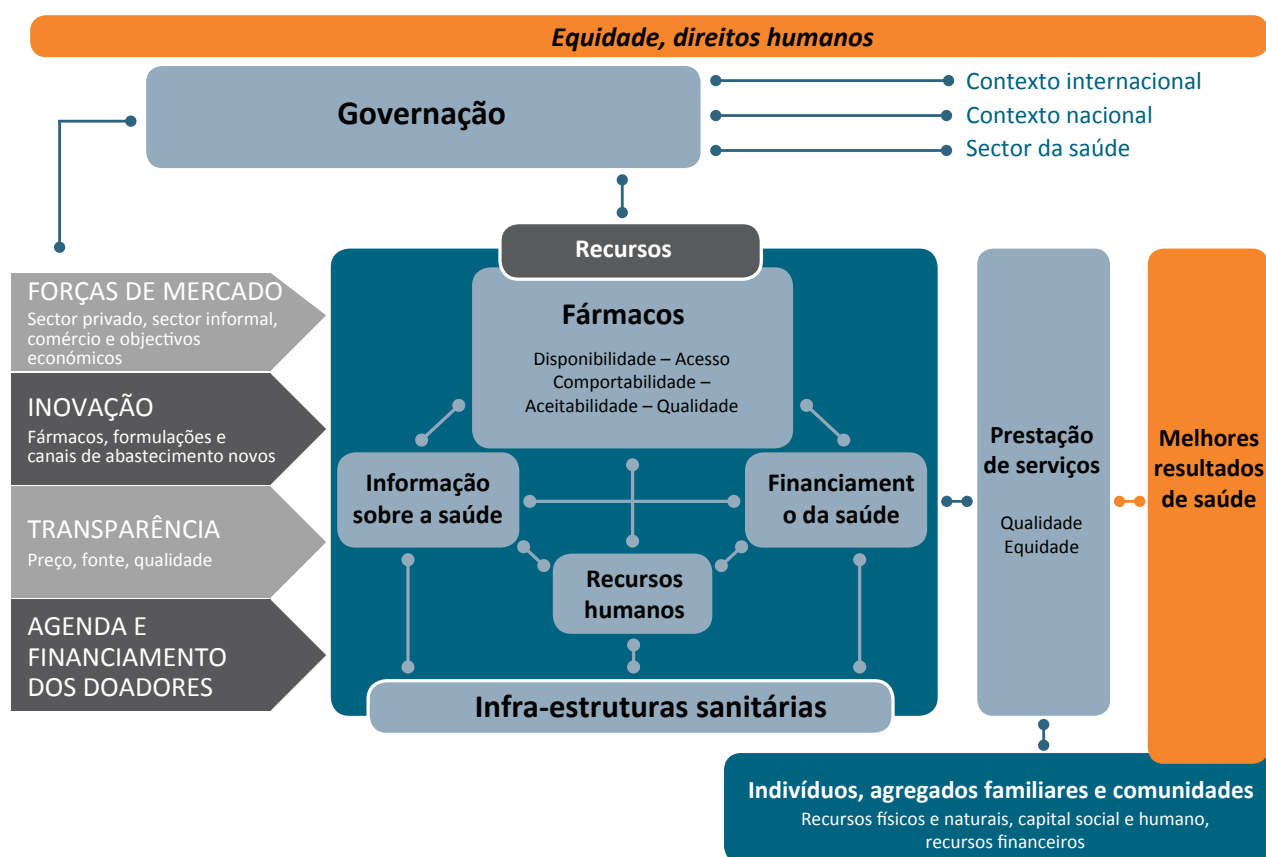 Equidade, direitos humanos
Governação
Contexto internacional
Contexto nacional
Sector da saúde
Recursos
FORÇAS DE MERCADO
Sector privado, sector informal,
comércio e objectivos
económicos
INOVAÇÃO
Fármacos, formulações e
canais de abastecimento novos
TRANSPARÊNCIA
Preço, fonte, qualidade
AGENDA E
FINANCIAMENTO
DOS DOADORES
Fármacos
Disponibilidade – Acesso
Comportabilidade –
Aceitabilidade – Qualidade
Informação
sobre a saúde
Financiament
o da saúde
Recursos
humanos
Infra-estruturas sanitárias
Prestação
de serviços
Qualidade
Equidade
Melhores
resultados
de saúde
Indivíduos, agregados familiares e comunidades
Recursos físicos e naturais, capital social e humano,
recursos financeiros